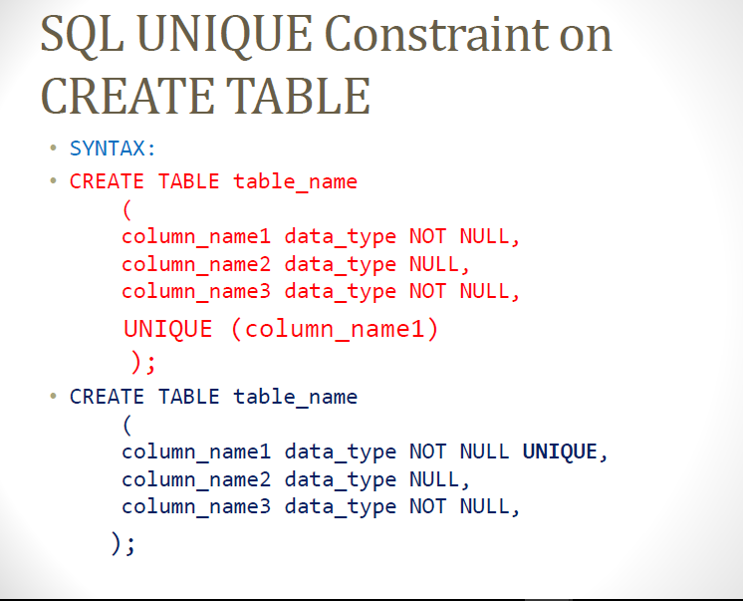 SQL UNIQUE Constraint on
CREATE TABLE
• SYNTAX:
• CREATE TABLE table_name
(
column_name1 data_type NOT NULL,
column_name2 data_type NULL,
column_name3 data_type NOT NULL,
UNIQUE (column_name1)
);
• CREATE TABLE table_name
(
column_name1 data_type NOT NULL UNIQUE,
column_name2 data_type NULL,
column_name3 data_type NOT NULL,
);